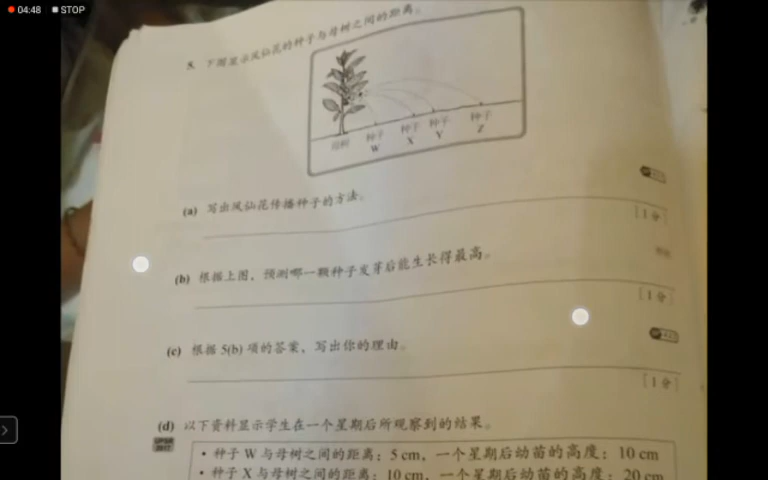 04:48 STOP
5. 下图显示凤仙花的种子与母树之间的距离。
母树 种子 种子 种子 种子
W X Y Z
(a) 写出凤仙花传播种子的方法。
[1分]
(b) 根据上图，预测哪一颗种子发芽后能生长得最高。
[1分]
(c) 根据 5(b) 项的答案，写出你的理由。
[1分]
(d) 以下资料显示学生在一个星期后所观察到的结果。
UPSR
2017
• 种子 W 与母树之间的距离：5 cm，一个星期后幼苗的高度：10 cm
• 种子 X 与母树之间的距离：10 cm，一个星期后幼苗的高度：20 cm